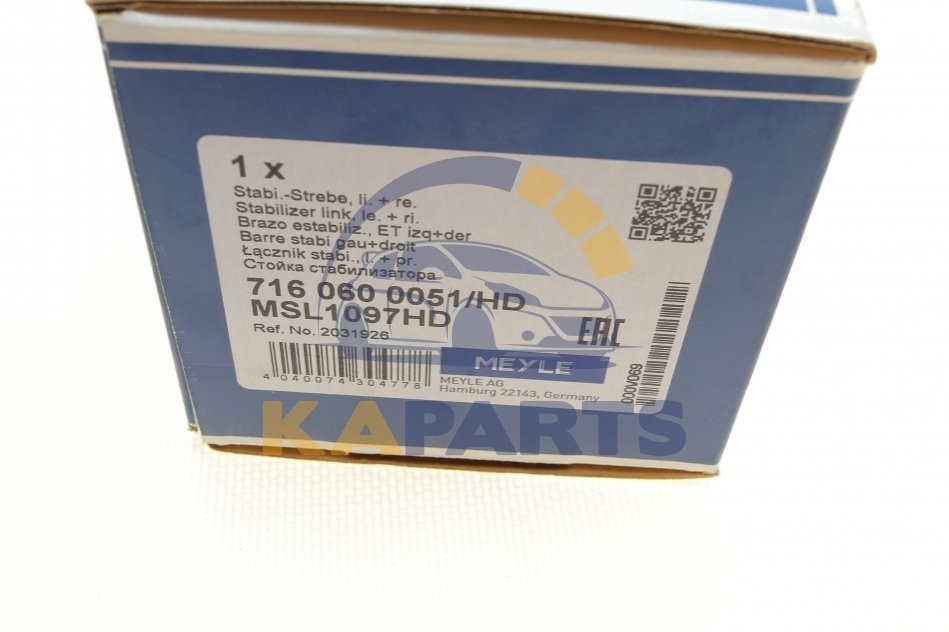 1 x
Stabi.-Strebe, li. + re.
Stabilizer link, le. + ri.
Brazo estabiliz., ET izq+der
Barre stabi gau+droit
Łącznik stabi., l. + pr.
Стойка стабилизатора
716 060 0051/HD
MSL1097HD
Ref. No. 2031926
4 040074 304778
MEYLE
MEYLE AG
Hamburg 22143, Germany
EAC
000V069
KAPARTS